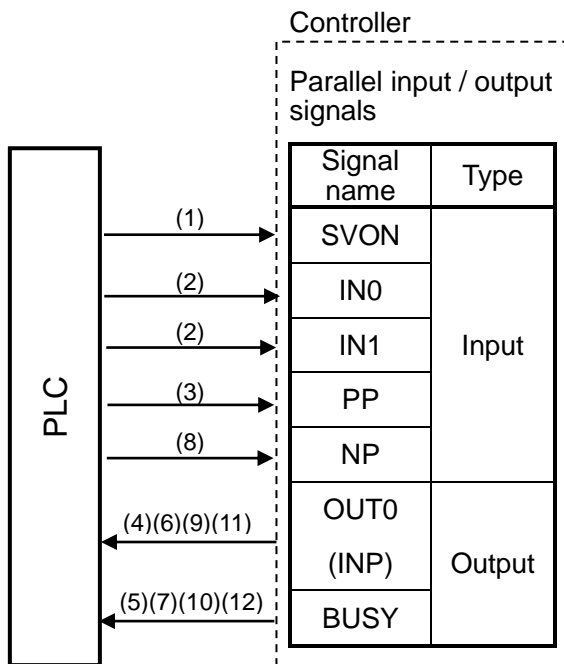 Controller
Parallel input / output
signals
Signal
name
Type
(1)
SVON
(2)
IN0
(2)
IN1
Input
(3)
PP
PLC
(8)
NP
(4)(6)(9)(11)
OUT0
(INP)
Output
(5)(7)(10)(12)
BUSY